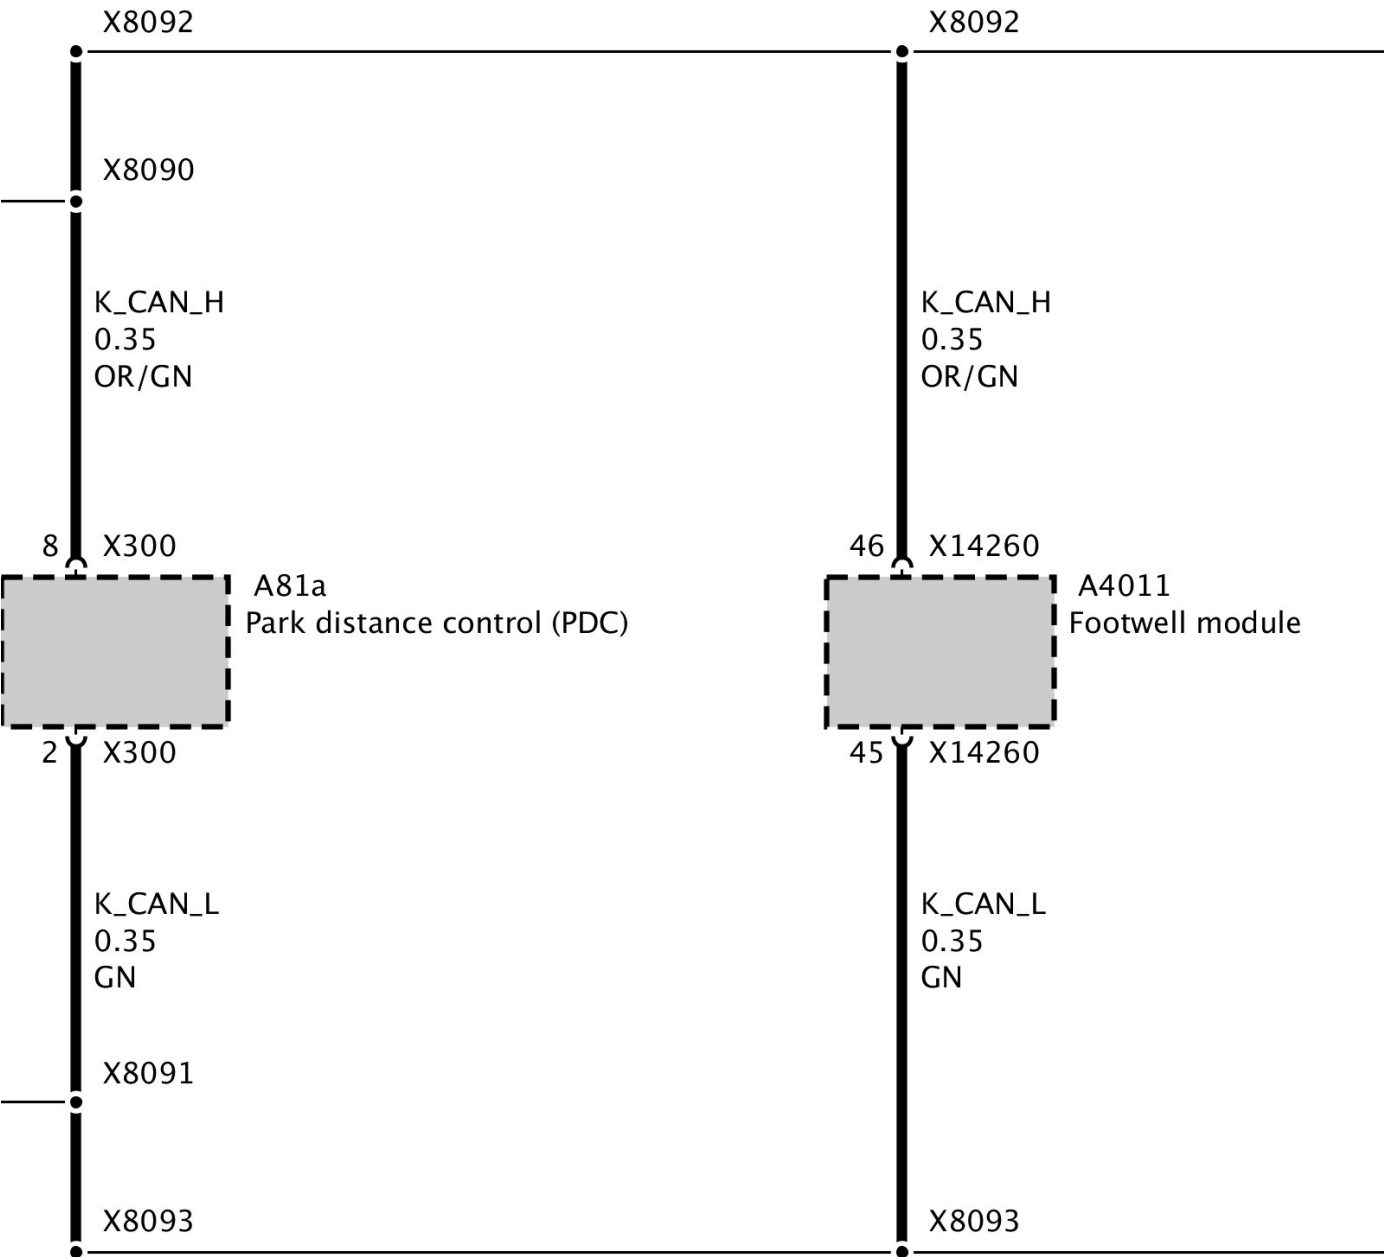 X8092
X8092
X8090
K_CAN_H
0.35
OR/GN
K_CAN_H
0.35
OR/GN
8 X300
46 X14260
A81a
Park distance control (PDC)
A4011
Footwell module
2 X300
45 X14260
K_CAN_L
0.35
GN
K_CAN_L
0.35
GN
X8091
X8093
X8093